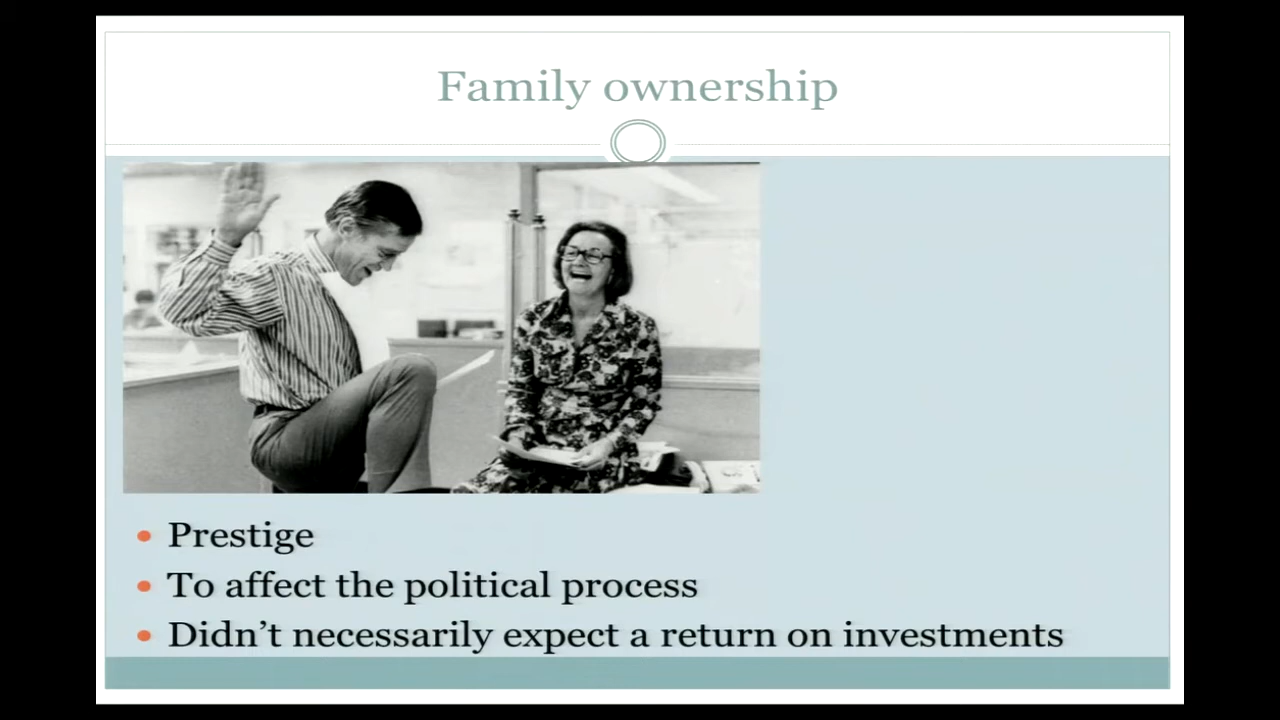 Family ownership
Prestige
To affect the political process
Didn't necessarily expect a return on investments